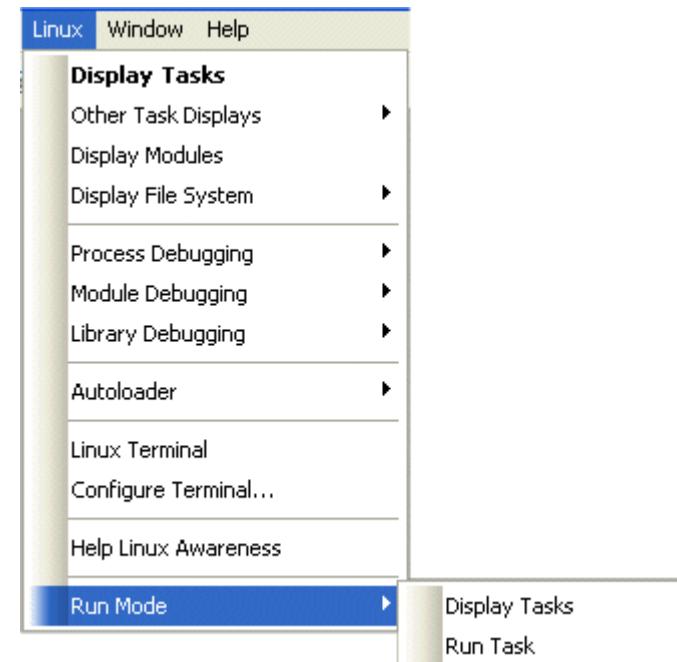 Linux Window Help
Display Tasks
Other Task Displays
Display Modules
Display File System
Process Debugging
Module Debugging
Library Debugging
Autoloader
Linux Terminal
Configure Terminal...
Help Linux Awareness
Run Mode
Display Tasks
Run Task